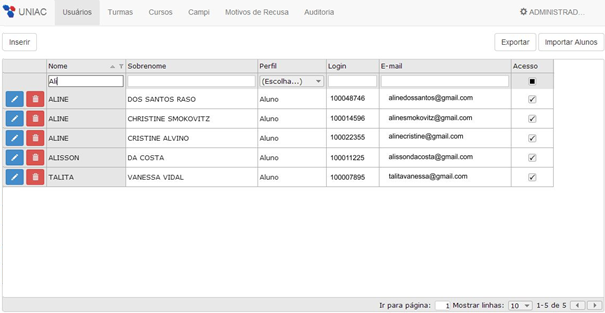 UNIAC Usuários Turmas Cursos Campi Motivos de Recusa Auditoria ADMINISTRAD...
Inserir Exportar Importar Alunos
Nome Sobrenome Perfil Login E-mail Acesso
Ali (Escolha...)
ALINE DOS SANTOS RASO Aluno 100048746 alinedossantos@gmail.com
ALINE CHRISTINE SMOKOVITZ Aluno 100014596 alinesmokovitz@gmail.com
ALINE CRISTINE ALVINO Aluno 100022355 alinecristine@gmail.com
ALISSON DA COSTA Aluno 100011225 alissondacosta@gmail.com
TALITA VANESSA VIDAL Aluno 100007895 talitavanessa@gmail.com
Ir para página: 1 Mostrar linhas: 10 1-5 de 5